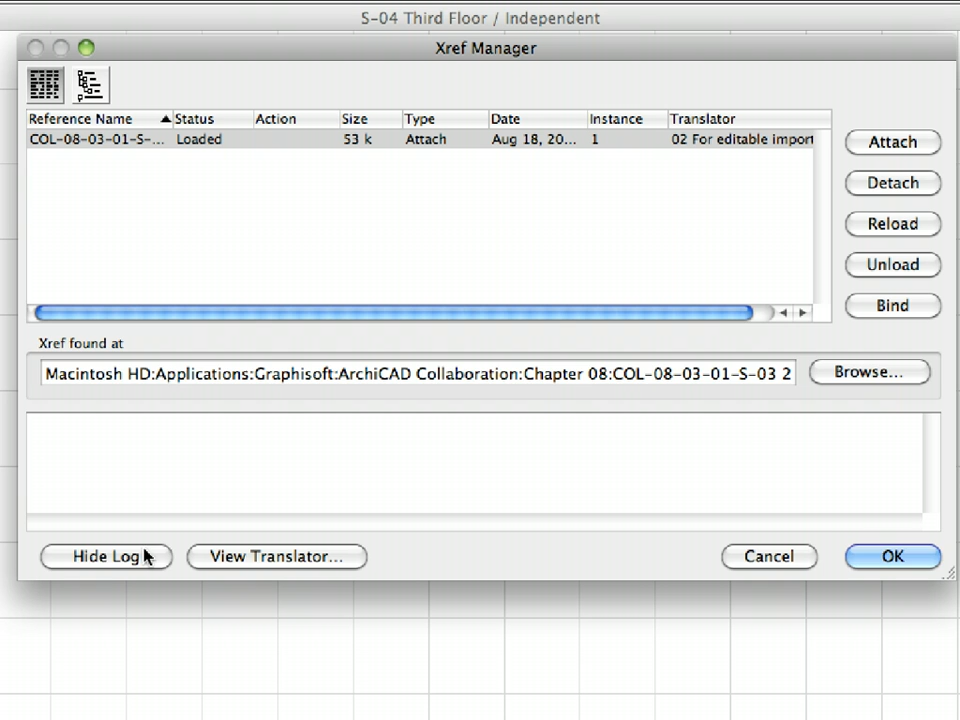 S-04 Third Floor / Independent
Xref Manager
Reference Name Status Action Size Type Date Instance Translator
COL-08-03-01-S-... Loaded 53 k Attach Aug 18, 20... 1 02 For editable import
Attach
Detach
Reload
Unload
Bind
Xref found at
Macintosh HD:Applications:Graphisoft:ArchiCAD Collaboration:Chapter 08:COL-08-03-01-S-03 2
Browse...
Hide Log View Translator... Cancel OK